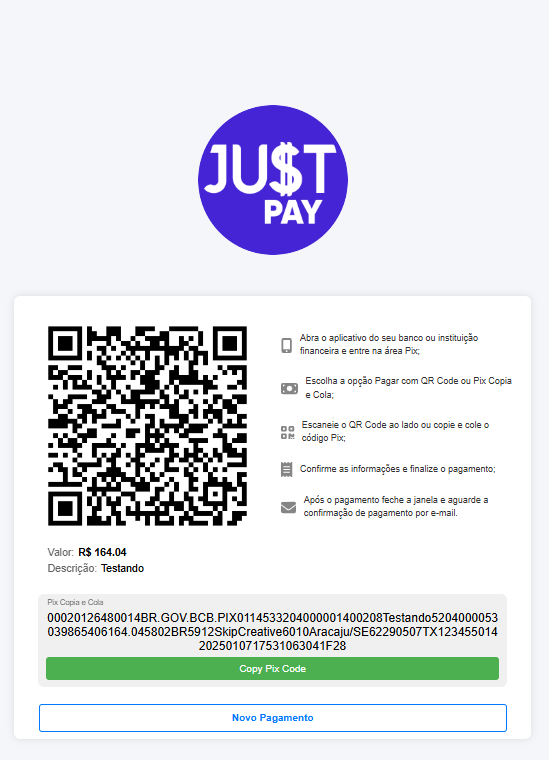 JU$T
PAY
Abra o aplicativo do seu banco ou instituição
financeira e entre na área Pix;
Escolha a opção Pagar com QR Code ou Pix Copia
e Cola;
Escaneie o QR Code ao lado ou copie e cole o
código Pix;
Confirme as informações e finalize o pagamento;
Após o pagamento feche a janela e aguarde a
confirmação de pagamento por e-mail.
Valor: R$ 164.04
Descrição: Testando
Pix Copia e Cola
00020126480014BR.GOV.BCB.PIX0114533204000001400208Testando5204000053
039865406164.045802BR5912SkipCreative6010Aracaju/SE62290507TX123455014
2025010717531063041F28
Copy Pix Code
Novo Pagamento